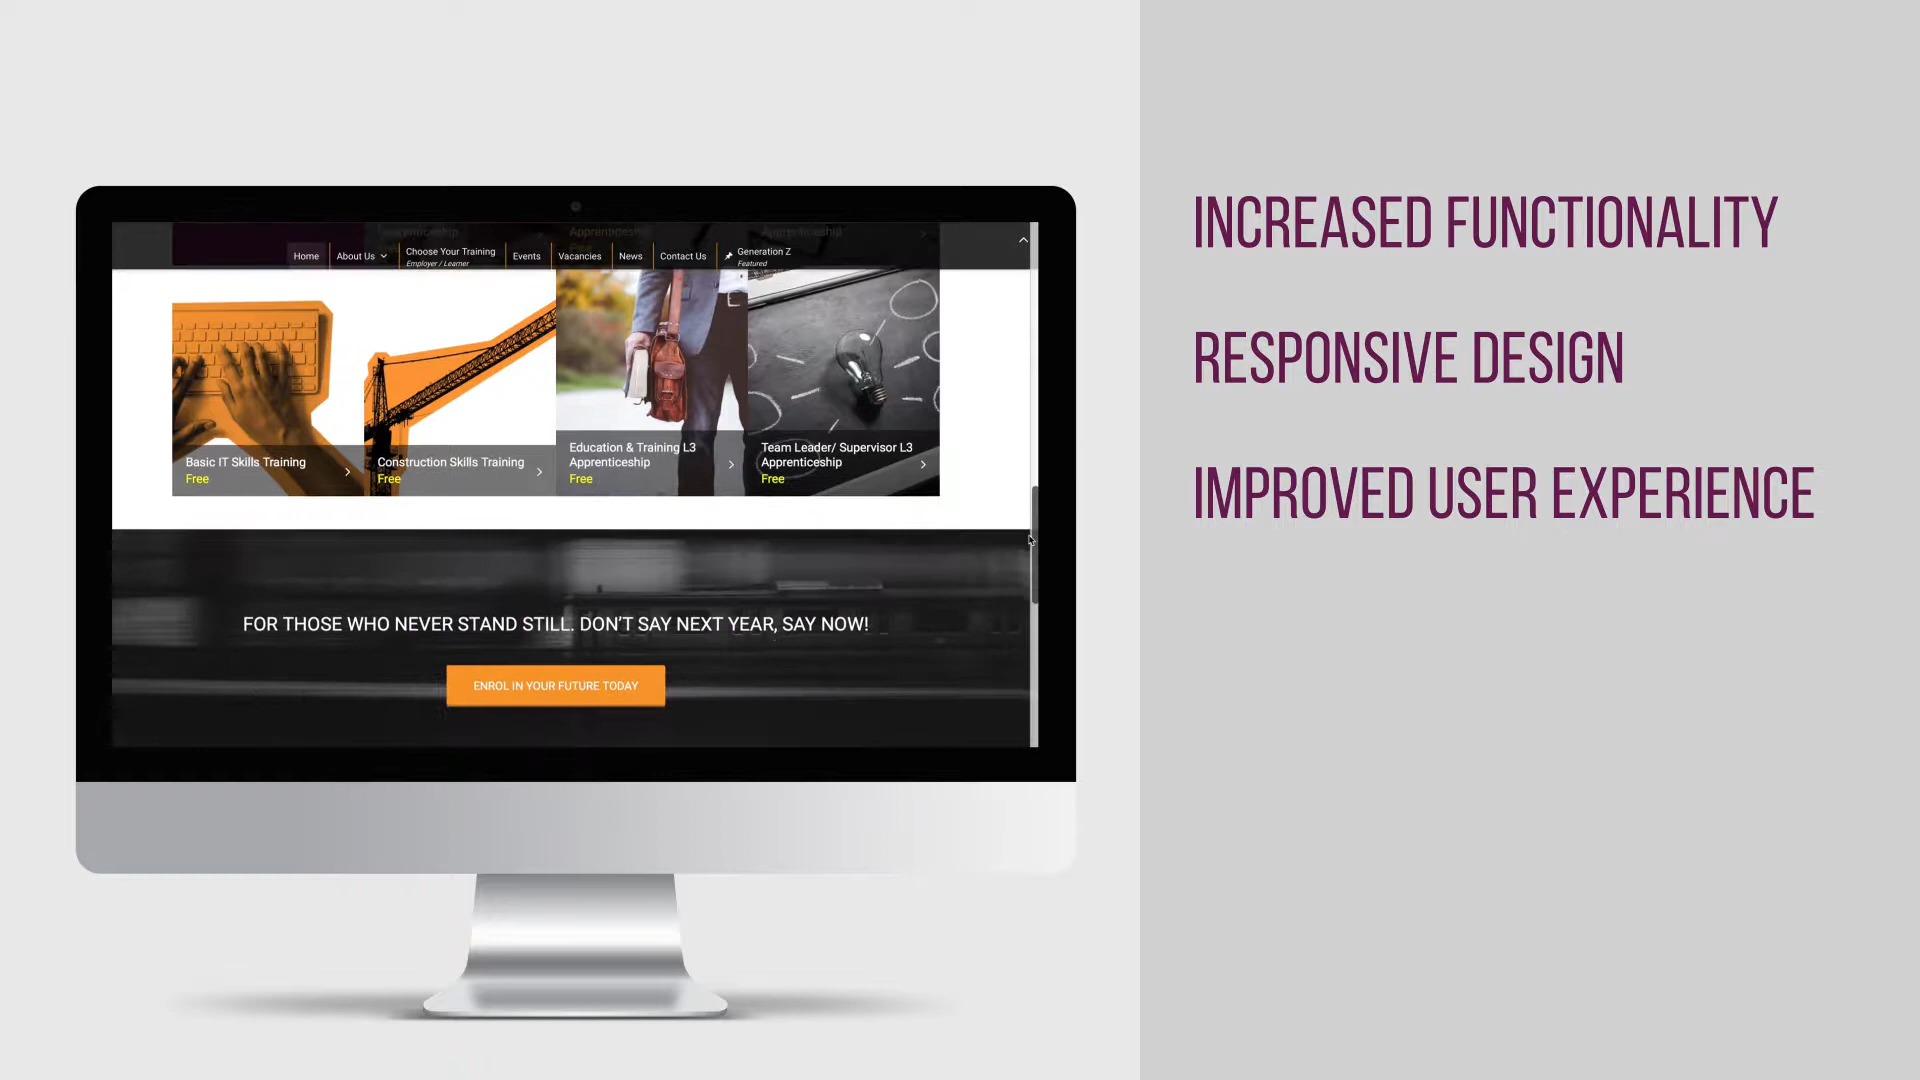 Apprenticeship
Apprenticeship
Home
About Us
Choose Your Training
Employer / Learner
Events
Vacancies
News
Contact Us
Generation Z
Featured
Basic IT Skills Training
Free
Construction Skills Training
Free
Education & Training L3
Apprenticeship
Free
Team Leader/ Supervisor L3
Apprenticeship
Free
FOR THOSE WHO NEVER STAND STILL. DON'T SAY NEXT YEAR, SAY NOW!
ENROL IN YOUR FUTURE TODAY
INCREASED FUNCTIONALITY
RESPONSIVE DESIGN
IMPROVED USER EXPERIENCE